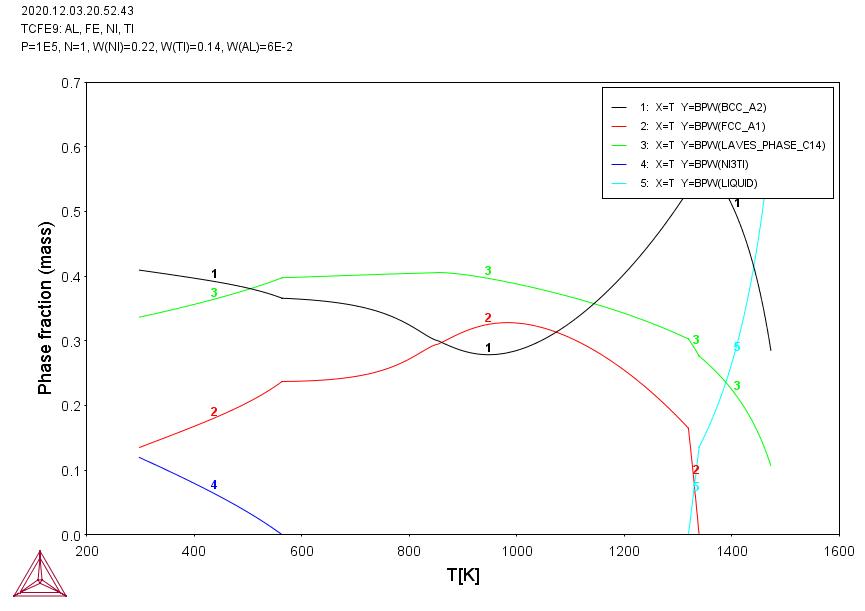 2020.12.03.20.52.43
TCFE9: AL, FE, NI, TI
P=1E5, N=1, W(NI)=0.22, W(TI)=0.14, W(AL)=6E-2
1: X=T Y=BPW(BCC_A2)
2: X=T Y=BPW(FCC_A1)
3: X=T Y=BPW(LAVES_PHASE_C14)
4: X=T Y=BPW(NI3TI)
5: X=T Y=BPW(LIQUID)
Phase fraction (mass)
0.7
0.6
0.5
0.4
0.3
0.2
0.1
0.0
1
3
2
4
3
2
1
3
2
5
1
5
3
200 400 600 800 1000 1200 1400 1600
T[K]